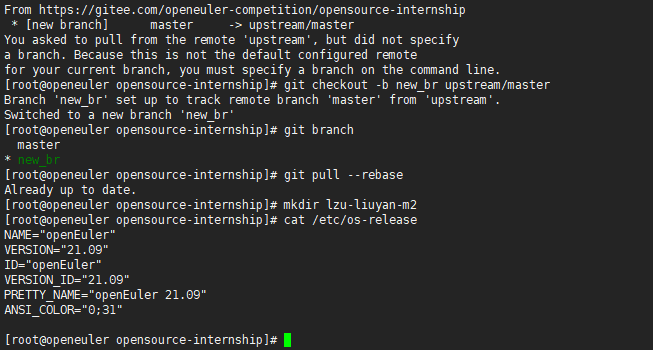 From https://gitee.com/openeuler-competition/opensource-internship
 * [new branch]      master     -> upstream/master
You asked to pull from the remote 'upstream', but did not specify
a branch. Because this is not the default configured remote
for your current branch, you must specify a branch on the command line.
[root@openeuler opensource-internship]# git checkout -b new_br upstream/master
Branch 'new_br' set up to track remote branch 'master' from 'upstream'.
Switched to a new branch 'new_br'
[root@openeuler opensource-internship]# git branch
  master
* new_br
[root@openeuler opensource-internship]# git pull --rebase
Already up to date.
[root@openeuler opensource-internship]# mkdir lzu-liuyan-m2
[root@openeuler opensource-internship]# cat /etc/os-release
NAME="openEuler"
VERSION="21.09"
ID="openEuler"
VERSION_ID="21.09"
PRETTY_NAME="openEuler 21.09"
ANSI_COLOR="0;31"
[root@openeuler opensource-internship]#